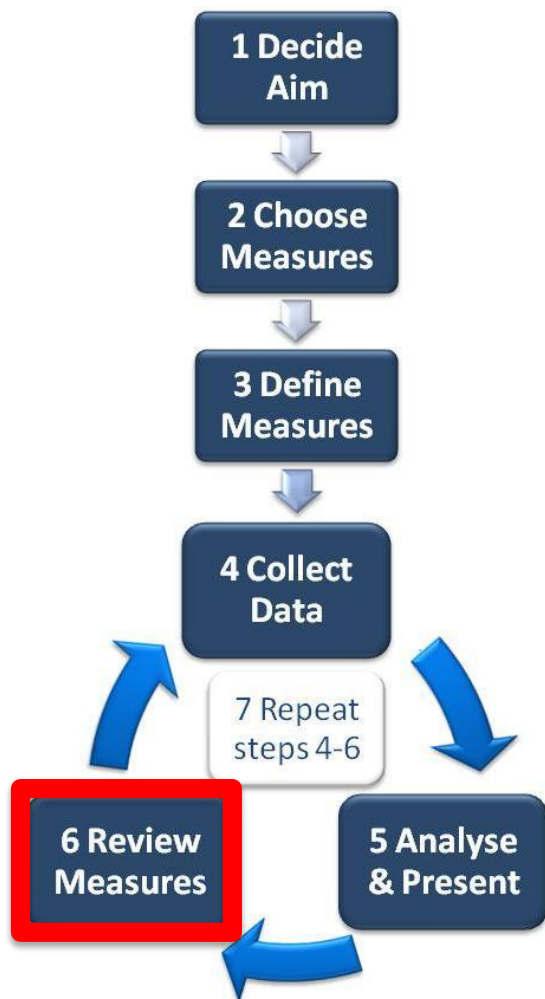 1 Decide
Aim
2 Choose
Measures
3 Define
Measures
4 Collect
Data
7 Repeat
steps 4-6
6 Review
Measures
5 Analyse
& Present